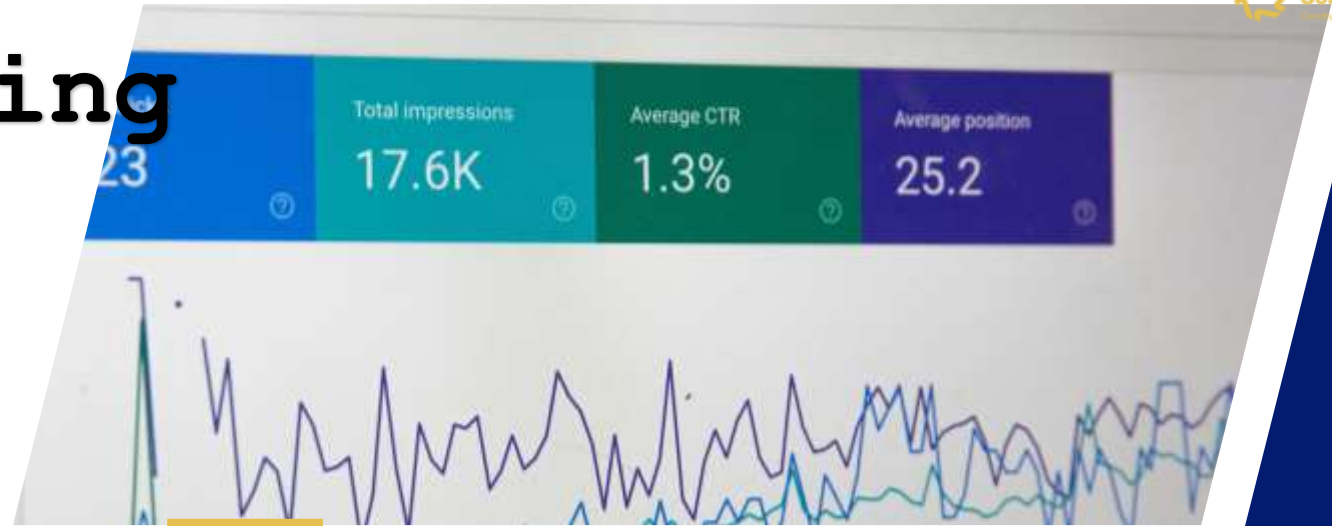 ing
Total impressions
Average CTR
Average position
23
17.6K
1.3%
25.2